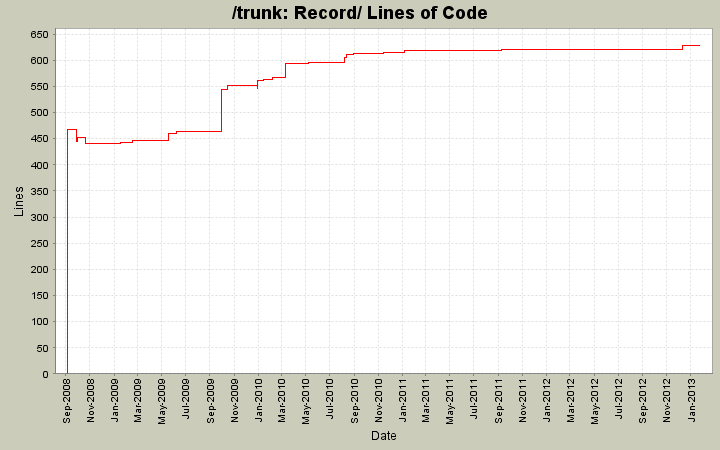 /trunk: Record/ Lines of Code
650
600
550
500
450
400
350
300
250
200
150
100
50
0
Lines
Sep-2008
Nov-2008
Jan-2009
Mar-2009
May-2009
Jul-2009
Sep-2009
Nov-2009
Jan-2010
Mar-2010
May-2010
Jul-2010
Sep-2010
Nov-2010
Jan-2011
Mar-2011
May-2011
Jul-2011
Sep-2011
Nov-2011
Jan-2012
Mar-2012
May-2012
Jul-2012
Sep-2012
Nov-2012
Jan-2013
Date